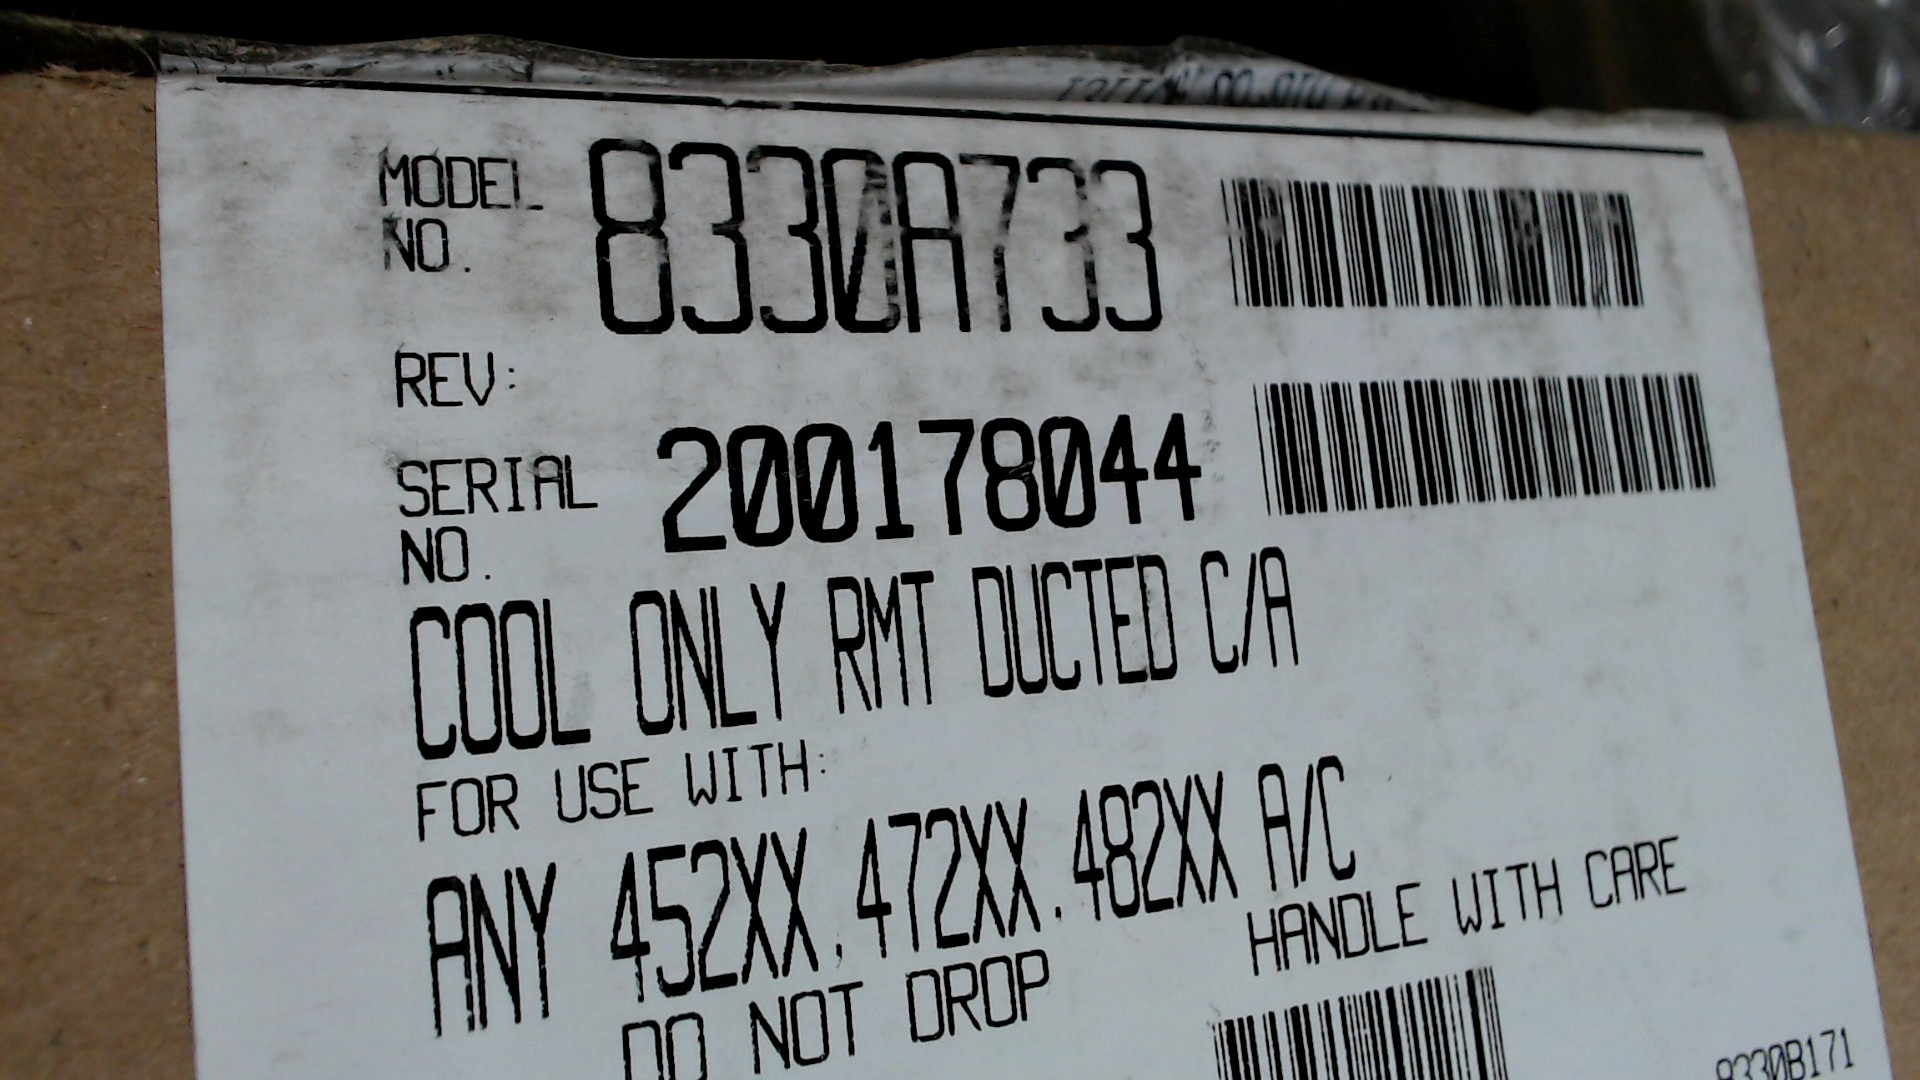 MODEL NO. 8330A733
REV:
SERIAL NO. 200178044
COOL ONLY RMT DUCTED C/A
FOR USE WITH:
ANY 452XX, 472XX, 482XX A/C
DO NOT DROP HANDLE WITH CARE
8330B171